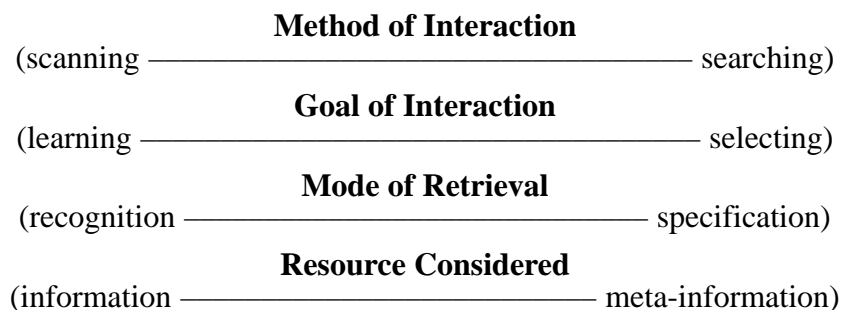 Method of Interaction
(scanning ———————————————— searching)
Goal of Interaction
(learning ———————————————— selecting)
Mode of Retrieval
(recognition —————————————— specification)
Resource Considered
(information ———————————— meta-information)